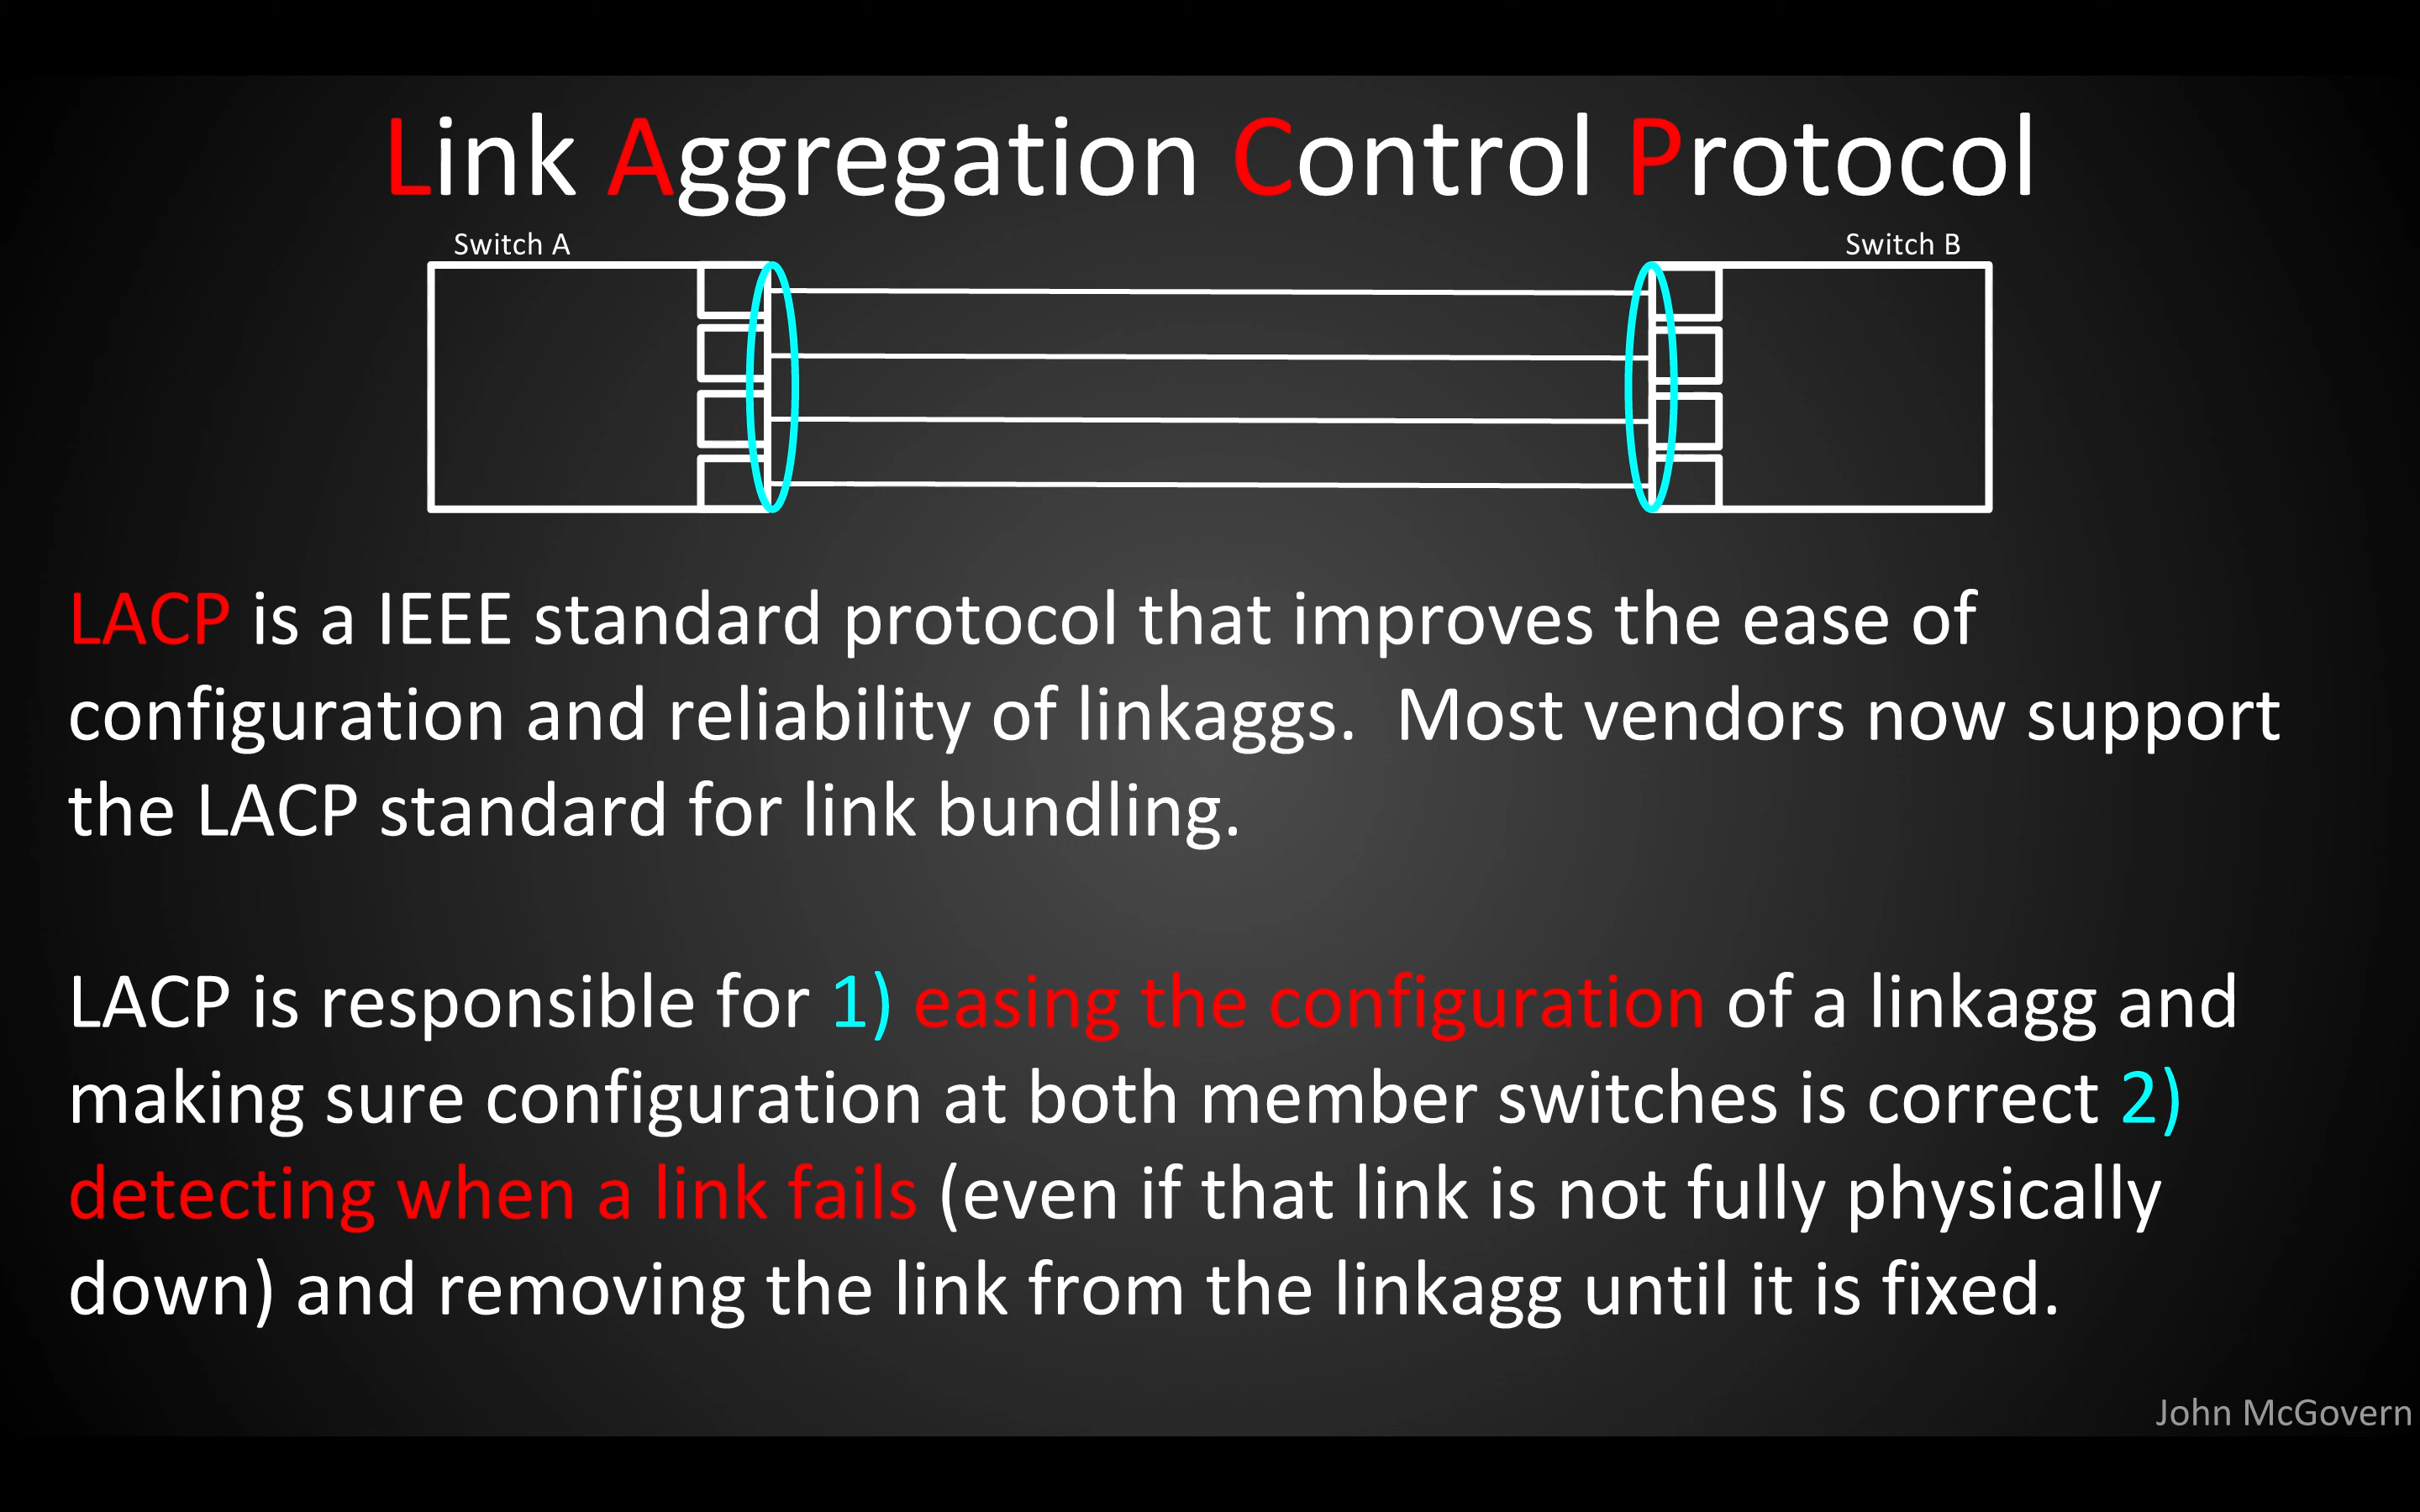 Link Aggregation Control Protocol
Switch A
Switch B
LACP is a IEEE standard protocol that improves the ease of
configuration and reliability of linkaggs.  Most vendors now support
the LACP standard for link bundling.
LACP is responsible for 1) easing the configuration of a linkagg and
making sure configuration at both member switches is correct 2)
detecting when a link fails (even if that link is not fully physically
down) and removing the link from the linkagg until it is fixed.
John McGovern